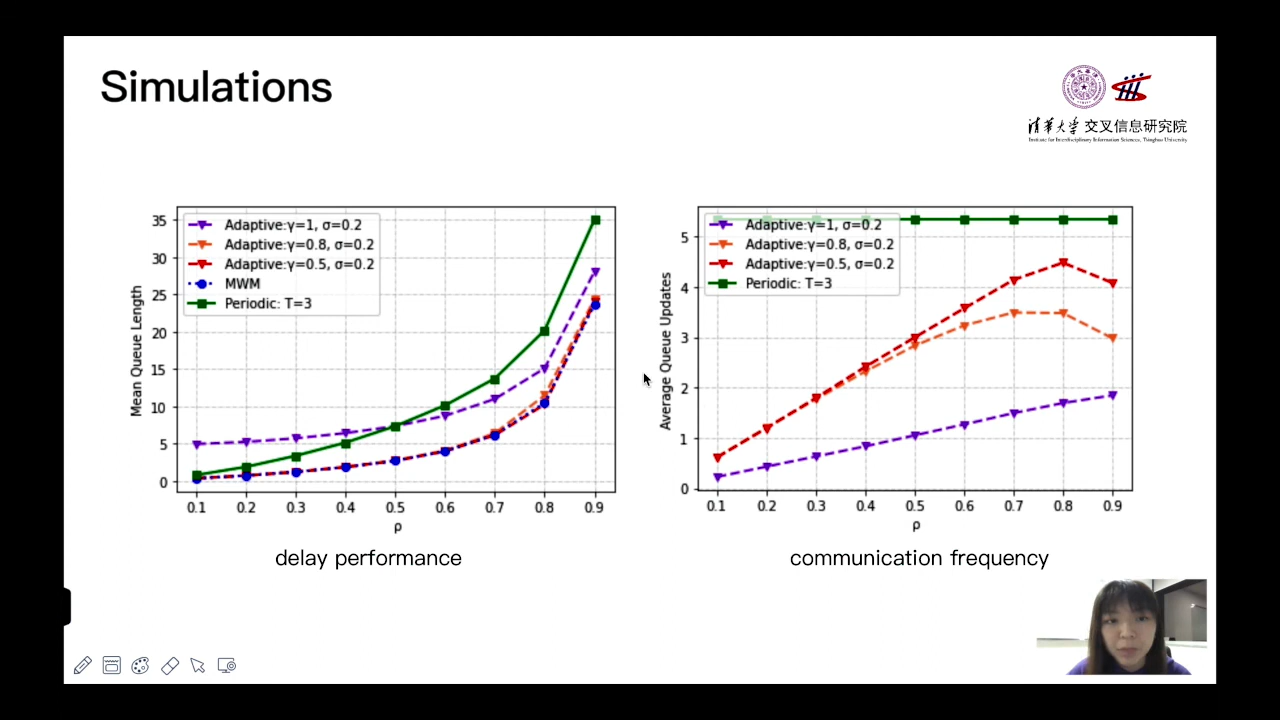 Simulations
清华大学 交叉信息研究院
Institute for Interdisciplinary Information Sciences, Tsinghua University
35
30
25
20
15
10
5
0
Mean Queue Length
Adaptive:γ=1, σ=0.2
Adaptive:γ=0.8, σ=0.2
Adaptive:γ=0.5, σ=0.2
MWM
Periodic: T=3
0.1 0.2 0.3 0.4 0.5 0.6 0.7 0.8 0.9
ρ
delay performance
5
4
3
2
1
0
Average Queue Updates
Adaptive:γ=1, σ=0.2
Adaptive:γ=0.8, σ=0.2
Adaptive:γ=0.5, σ=0.2
Periodic: T=3
0.1 0.2 0.3 0.4 0.5 0.6 0.7 0.8 0.9
ρ
communication frequency